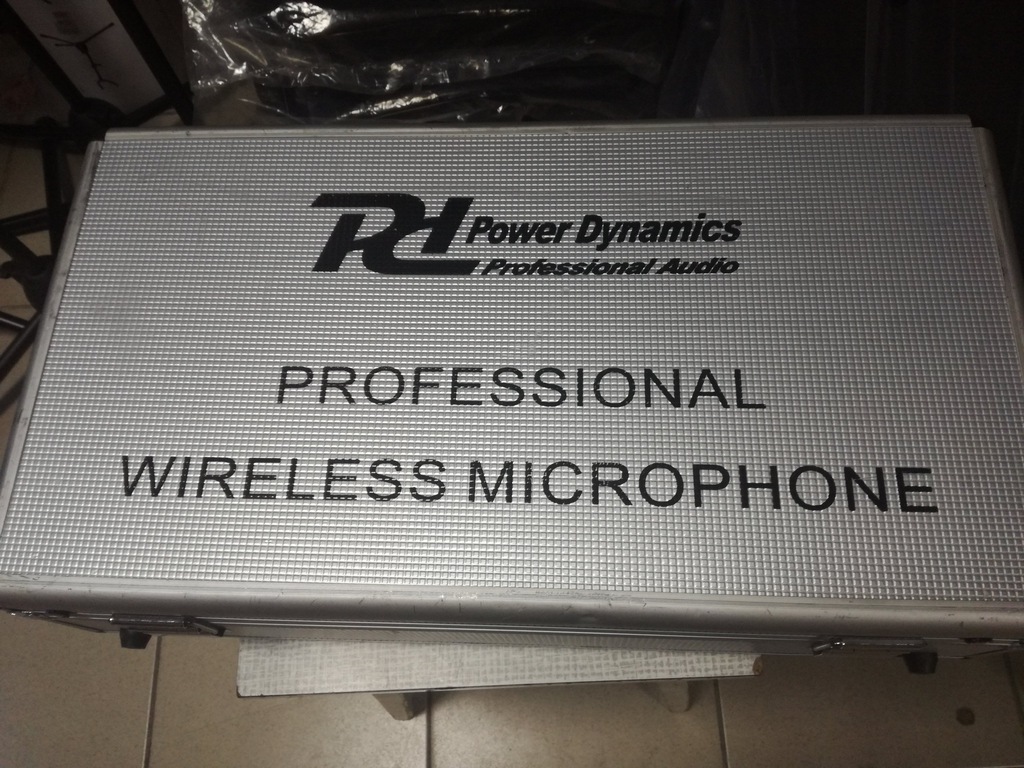 PD Power Dynamics
Professional Audio
PROFESSIONAL
WIRELESS MICROPHONE